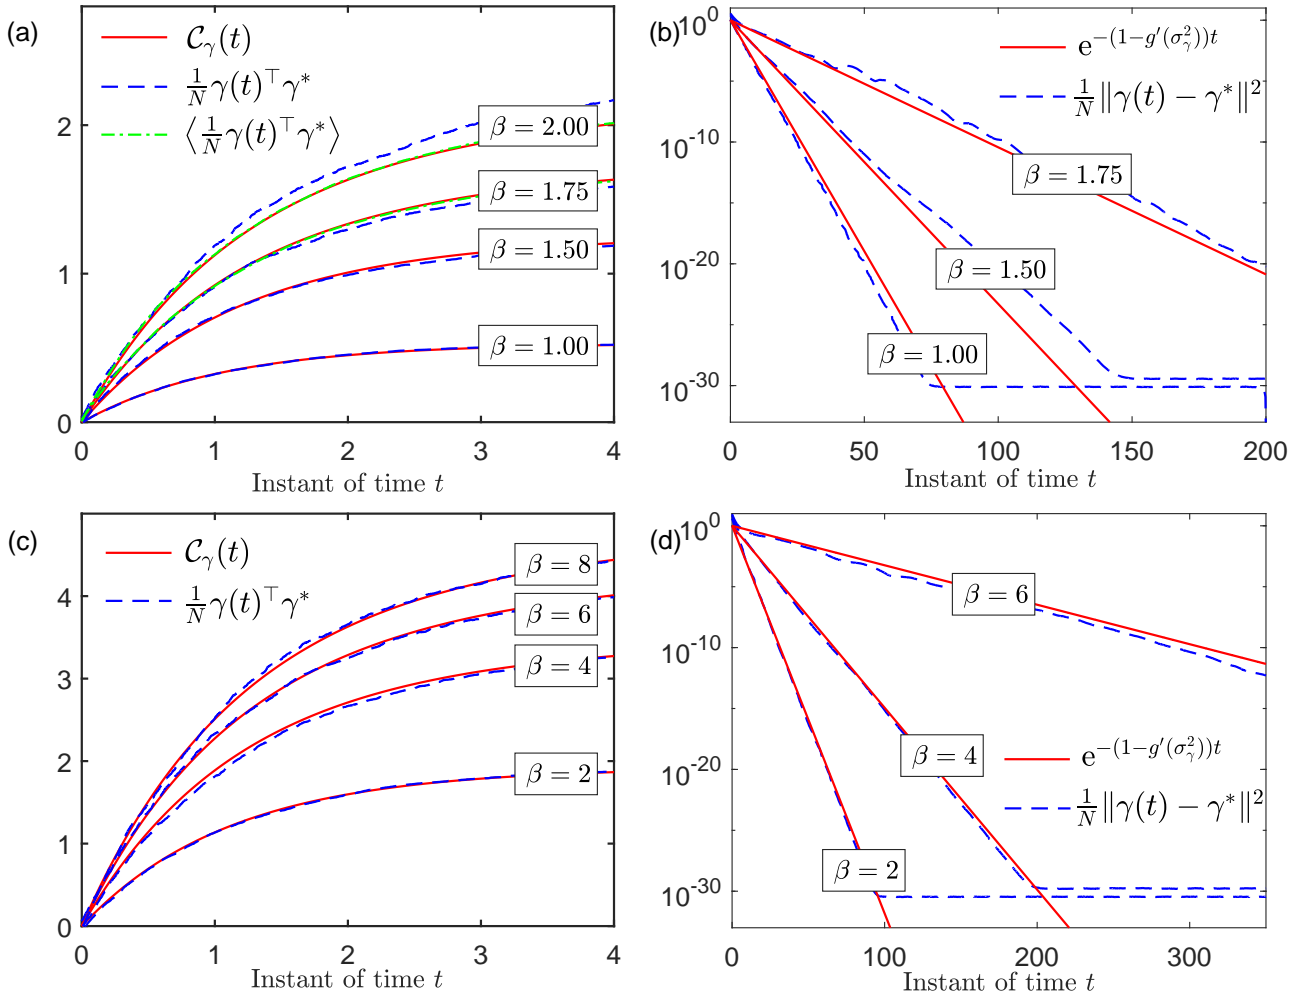 (a)
C_γ(t)
1/N γ(t)^⊤ γ*
⟨1/N γ(t)^⊤ γ*⟩
β = 2.00
β = 1.75
β = 1.50
β = 1.00
2
1
0
0 1 2 3 4
Instant of time t
(b)
e^{-(1-g′(σ_γ^2))t}
1/N ‖γ(t) − γ*‖^2
β = 1.75
β = 1.50
β = 1.00
10^0
10^{-10}
10^{-20}
10^{-30}
0 50 100 150 200
Instant of time t
(c)
C_γ(t)
1/N γ(t)^⊤ γ*
β = 8
β = 6
β = 4
β = 2
4
3
2
1
0
0 1 2 3 4
Instant of time t
(d)
β = 6
β = 4
β = 2
e^{-(1-g′(σ_γ^2))t}
1/N ‖γ(t) − γ*‖^2
10^0
10^{-10}
10^{-20}
10^{-30}
0 100 200 300
Instant of time t